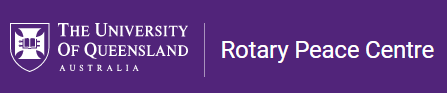 THE UNIVERSITY
OF QUEENSLAND
AUSTRALIA
Rotary Peace Centre